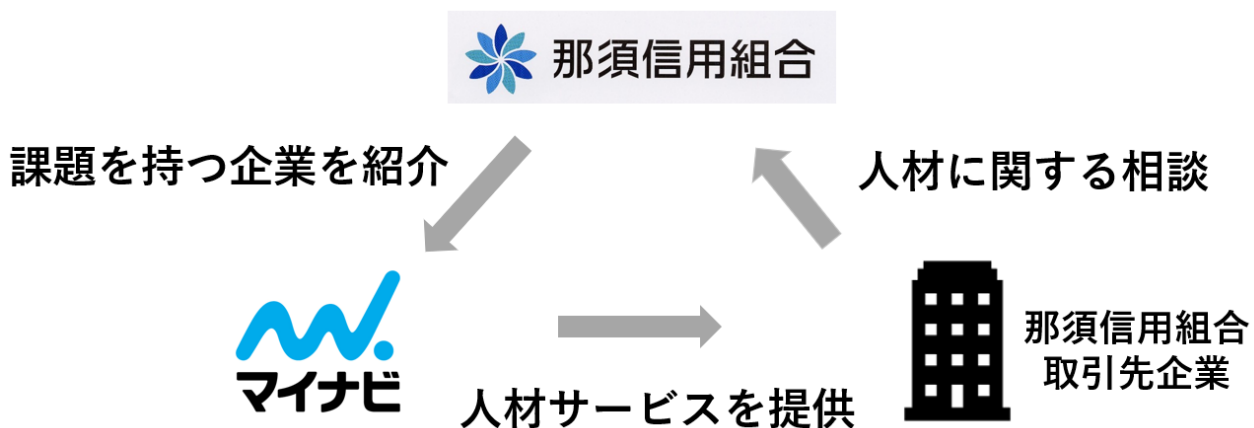 那須信用組合
課題を持つ企業を紹介
人材に関する相談
マイナビ
人材サービスを提供
那須信用組合
取引先企業